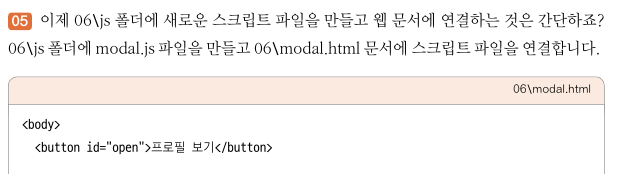 05 이제 06\js 폴더에 새로운 스크립트 파일을 만들고 웹 문서에 연결하는 것은 간단하죠?
06\js 폴더에 modal.js 파일을 만들고 06\modal.html 문서에 스크립트 파일을 연결합니다.
06\modal.html
<body>
<button id="open">프로필 보기</button>